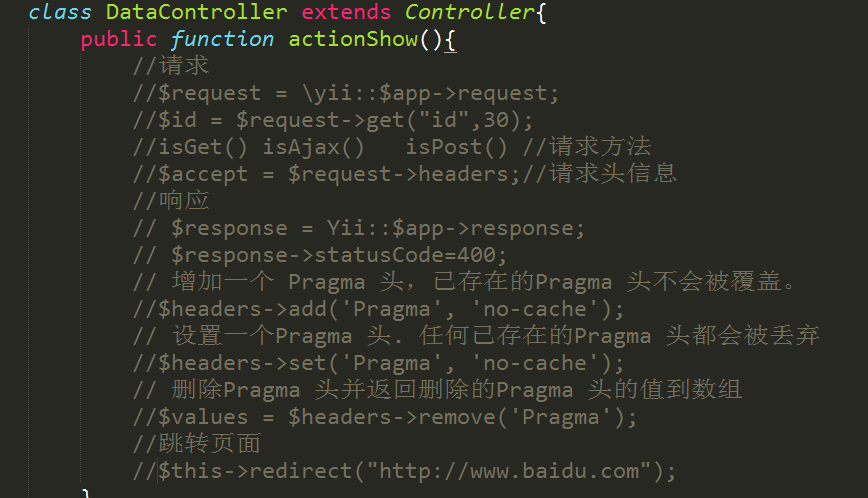 class DataController extends Controller{
public function actionShow(){
//请求
//$request = \yii::$app->request;
//$id = $request->get("id",30);
//isGet() isAjax()   isPost() //请求方法
//$accept = $request->headers;//请求头信息
//响应
// $response = Yii::$app->response;
// $response->statusCode=400;
// 增加一个 Pragma 头，已存在的Pragma 头不会被覆盖。
//$headers->add('Pragma', 'no-cache');
// 设置一个Pragma 头. 任何已存在的Pragma 头都会被丢弃
//$headers->set('Pragma', 'no-cache');
// 删除Pragma 头并返回删除的Pragma 头的值到数组
//$values = $headers->remove('Pragma');
//跳转页面
//$this->redirect("http://www.baidu.com");
}